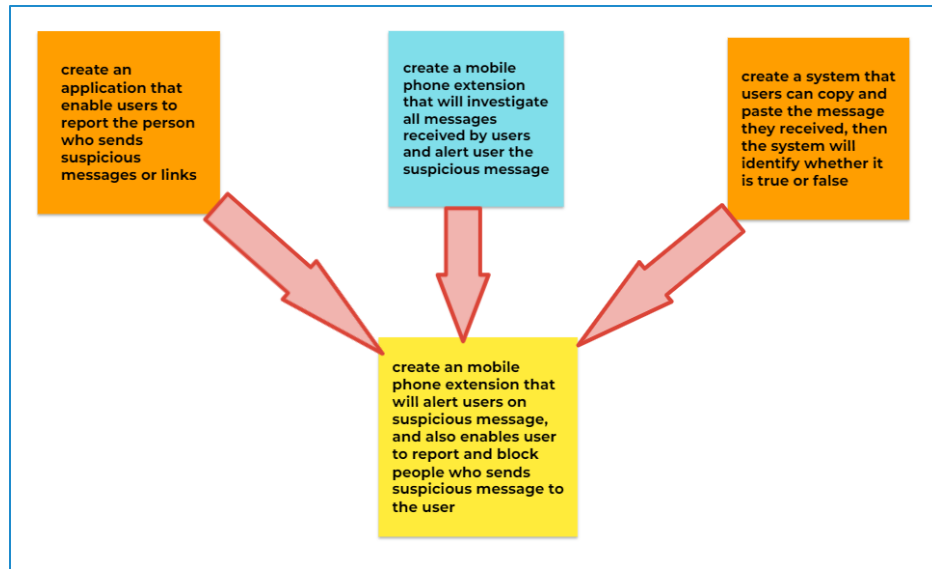 create an
application that
enable users to
report the person
who sends
suspicious
messages or links
create a mobile
phone extension
that will investigate
all messages
received by users
and alert user the
suspicious message
create a system that
users can copy and
paste the message
they received, then
the system will
identify whether it
is true or false
create an mobile
phone extension that
will alert users on
suspicious message,
and also enables user
to report and block
people who sends
suspicious message to
the user